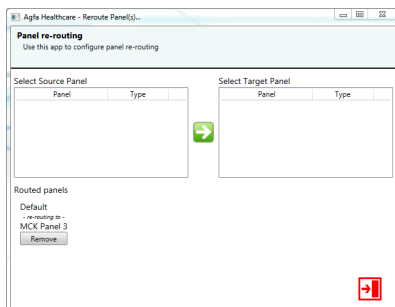 Agfa Healthcare - Reroute Panel(s)...
Panel re-routing
Use this app to configure panel re-routing
Select Source Panel
Select Target Panel
Panel Type
Panel Type
Routed panels
Default
- re-routing to -
MCK Panel 3
Remove